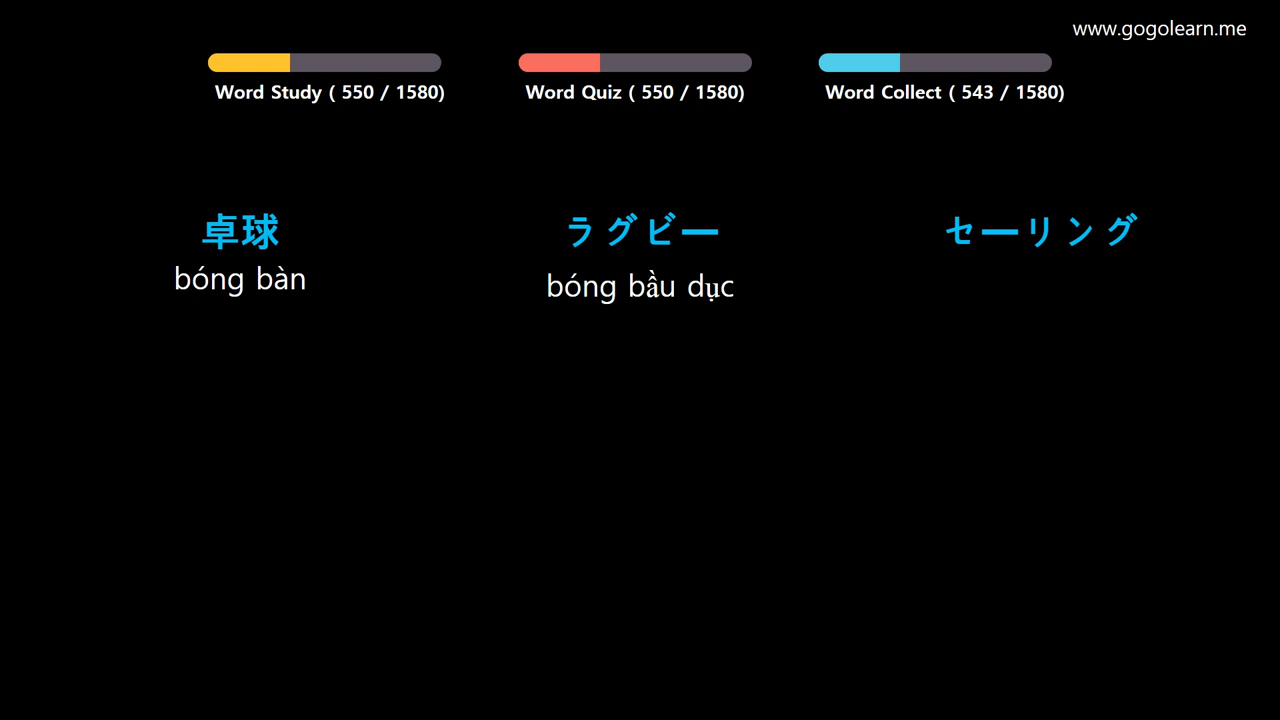 www.gogolearn.me
Word Study ( 550 / 1580)
Word Quiz ( 550 / 1580)
Word Collect ( 543 / 1580)
卓球
ラグビー
セーリング
bóng bàn
bóng bầu dục